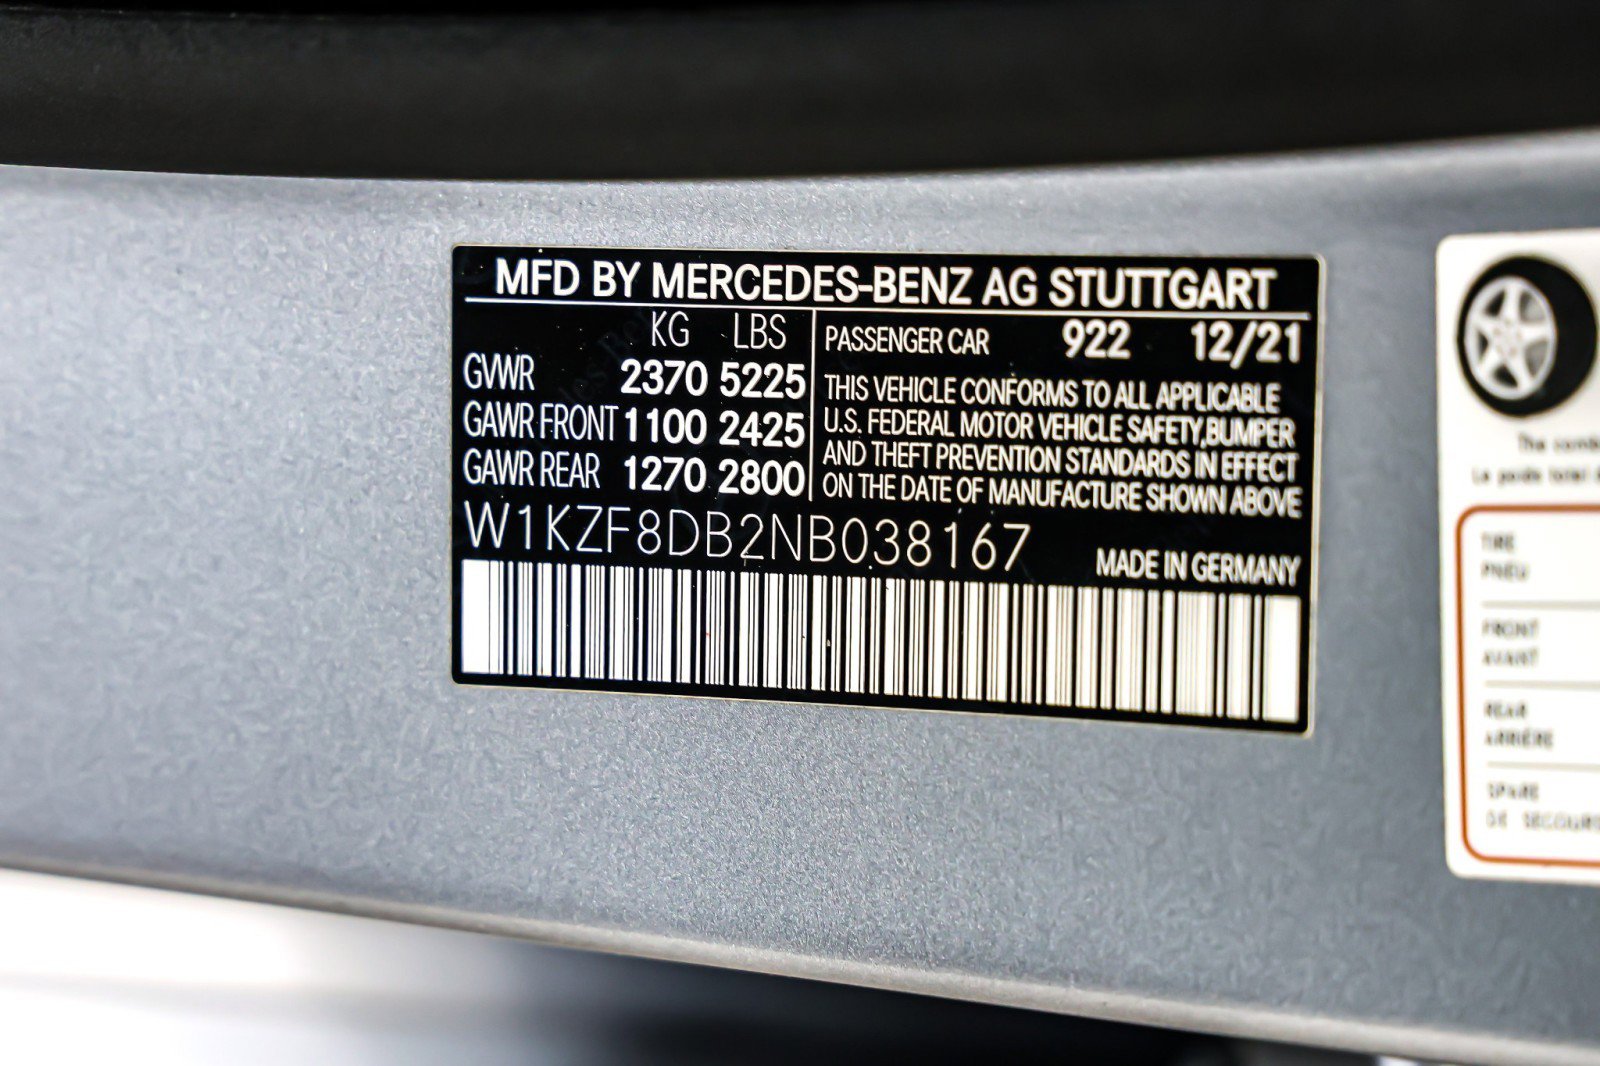 MFD BY MERCEDES-BENZ AG STUTTGART
KG LBS
GVWR 2370 5225
GAWR FRONT 1100 2425
GAWR REAR 1270 2800
PASSENGER CAR 922 12/21
THIS VEHICLE CONFORMS TO ALL APPLICABLE
U.S. FEDERAL MOTOR VEHICLE SAFETY,BUMPER
AND THEFT PREVENTION STANDARDS IN EFFECT
ON THE DATE OF MANUFACTURE SHOWN ABOVE
W1KZF8DB2NB038167
MADE IN GERMANY
The
TIRE
PNEU
FRONT
AVANT
REAR
ARRIÈRE
SPARE
DE SECOURS